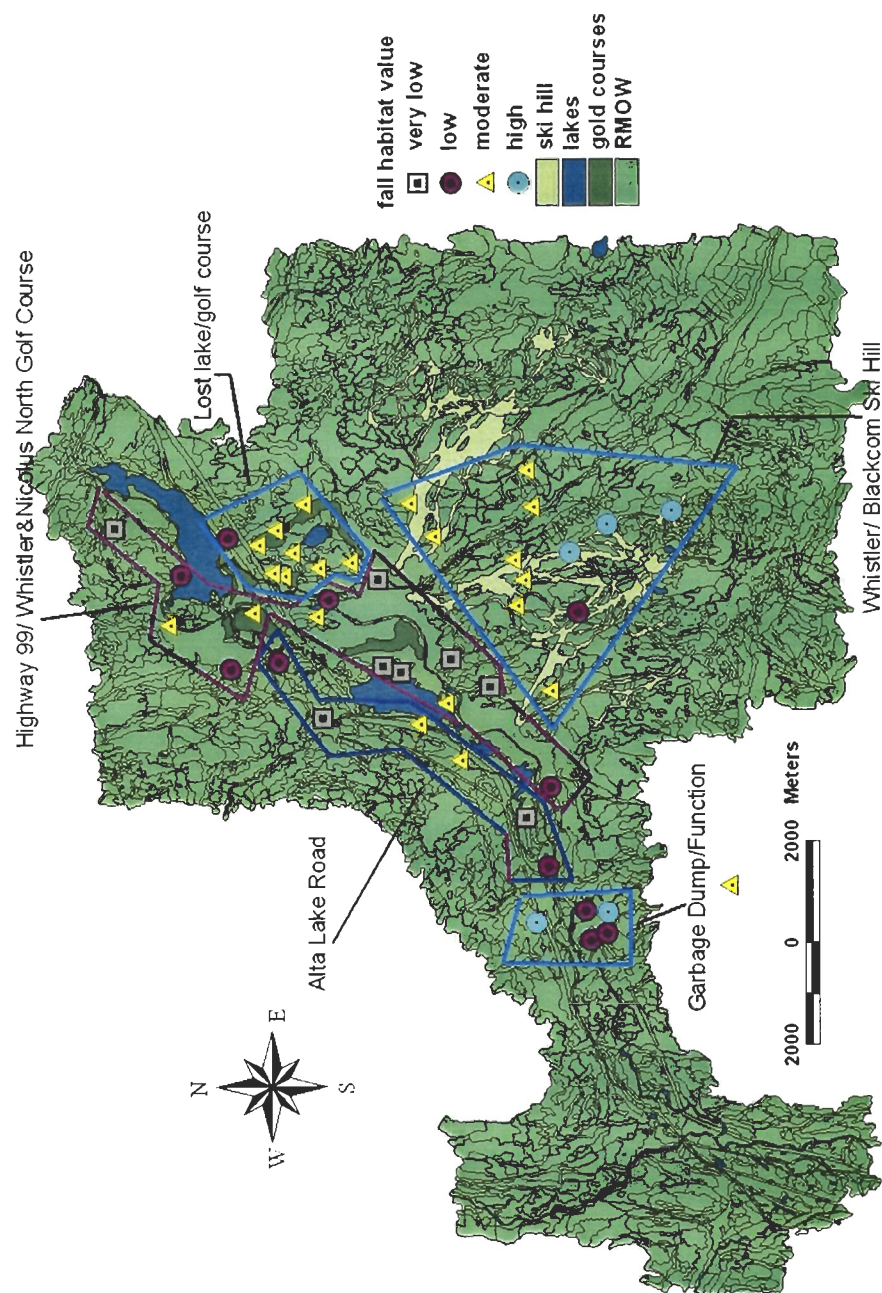 Highway 99/ Whistler&Nicolus North Golf Course
Lost lake/golf course
fall habitat value
very low
low
moderate
high
ski hill
lakes
gold courses
RMOW
Alta Lake Road
Garbage Dump/Function
Whistler/ Blackcom Ski Hill
N
E
S
W
2000 0 2000 Meters